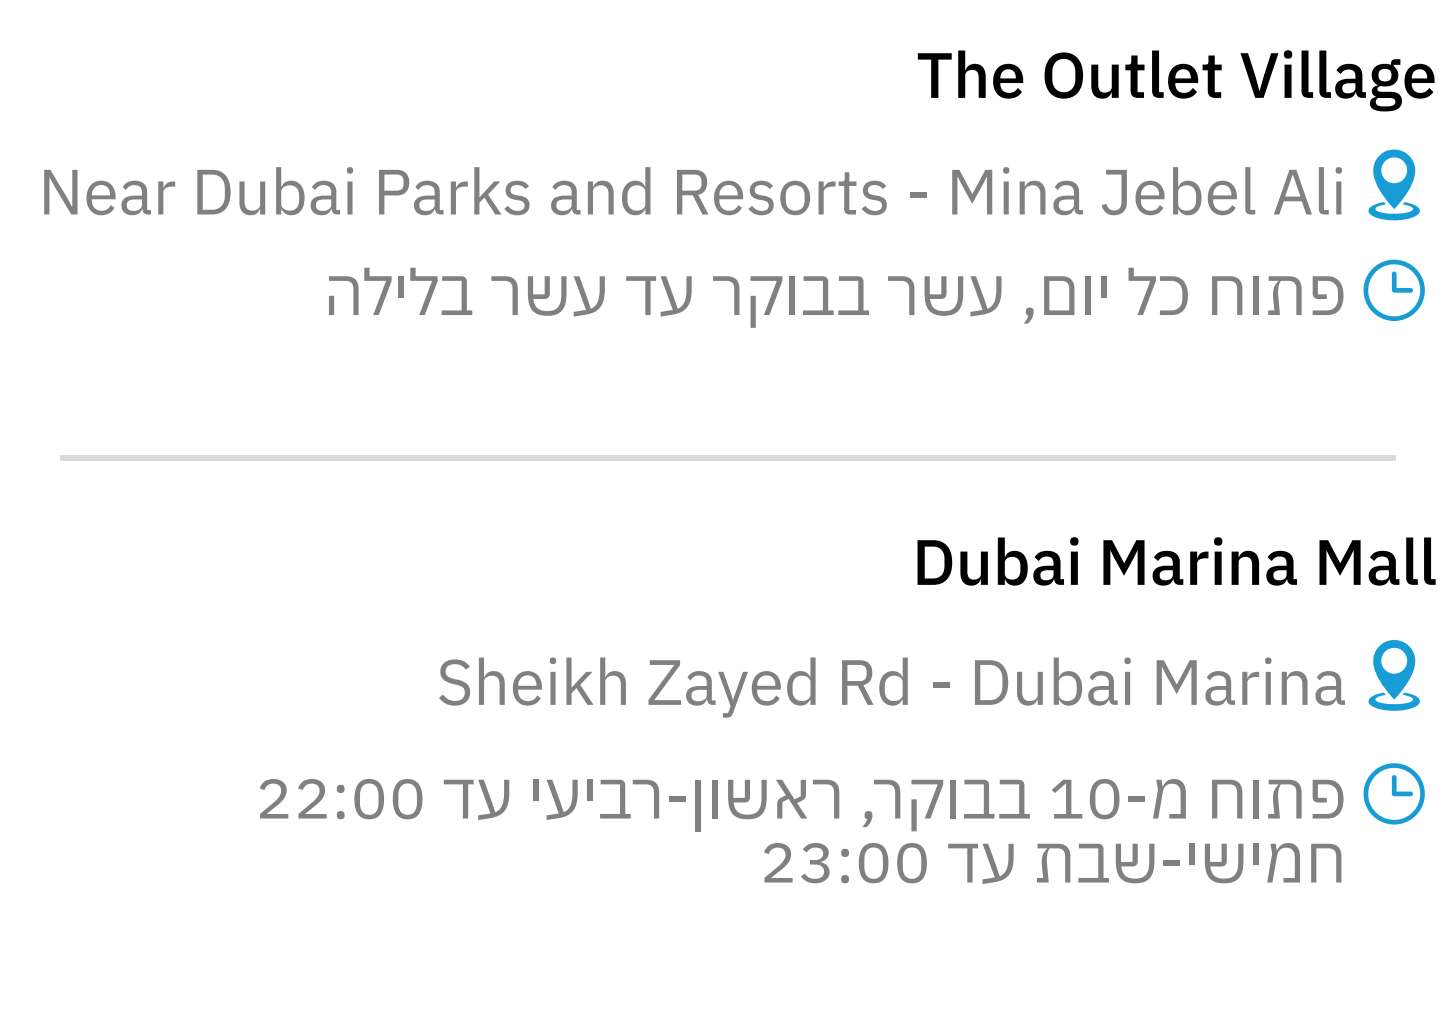 The Outlet Village
Near Dubai Parks and Resorts - Mina Jebel Ali
פתוח כל יום, עשר בבוקר עד עשר בלילה
Dubai Marina Mall
Sheikh Zayed Rd - Dubai Marina
פתוח מ-10 בבוקר, ראשון-רביעי עד 22:00
חמישי-שבת עד 23:00